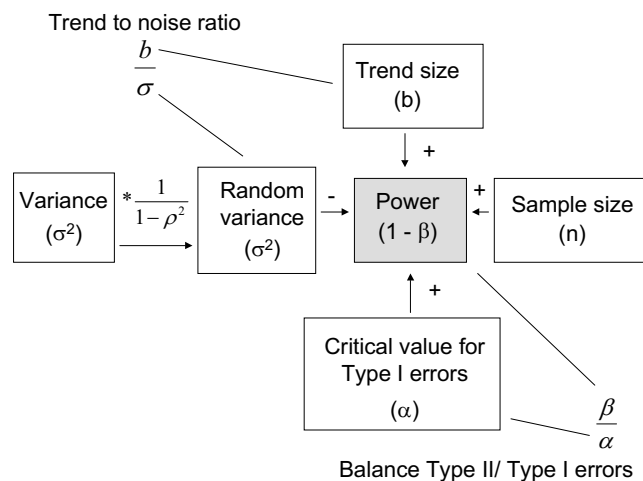 Trend to noise ratio
b
σ
Trend size
(b)
+
Variance
(σ²)
* 1
1 − ρ²
Random
variance
(σ²)
-
Power
(1 - β)
+
Sample size
(n)
+
Critical value for
Type I errors
(α)
β
α
Balance Type II/ Type I errors